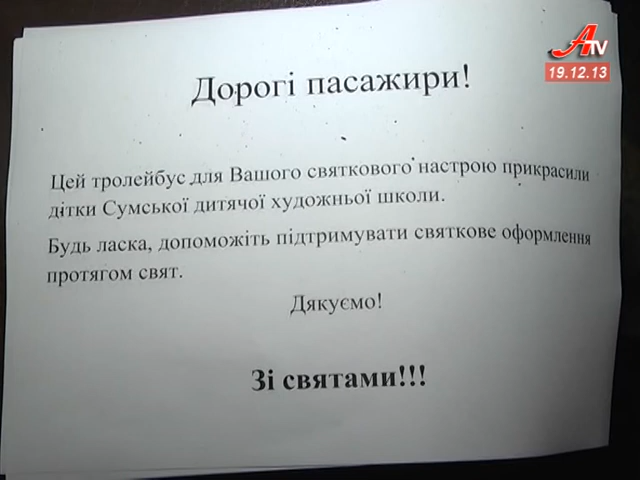 ATV
19.12.13
Дорогі пасажири!
Цей тролейбус для Вашого святкового настрою прикрасили
дітки Сумської дитячої художньої школи.
Будь ласка, допоможіть підтримувати святкове оформлення
протягом свят.
Дякуємо!
Зі святами!!!